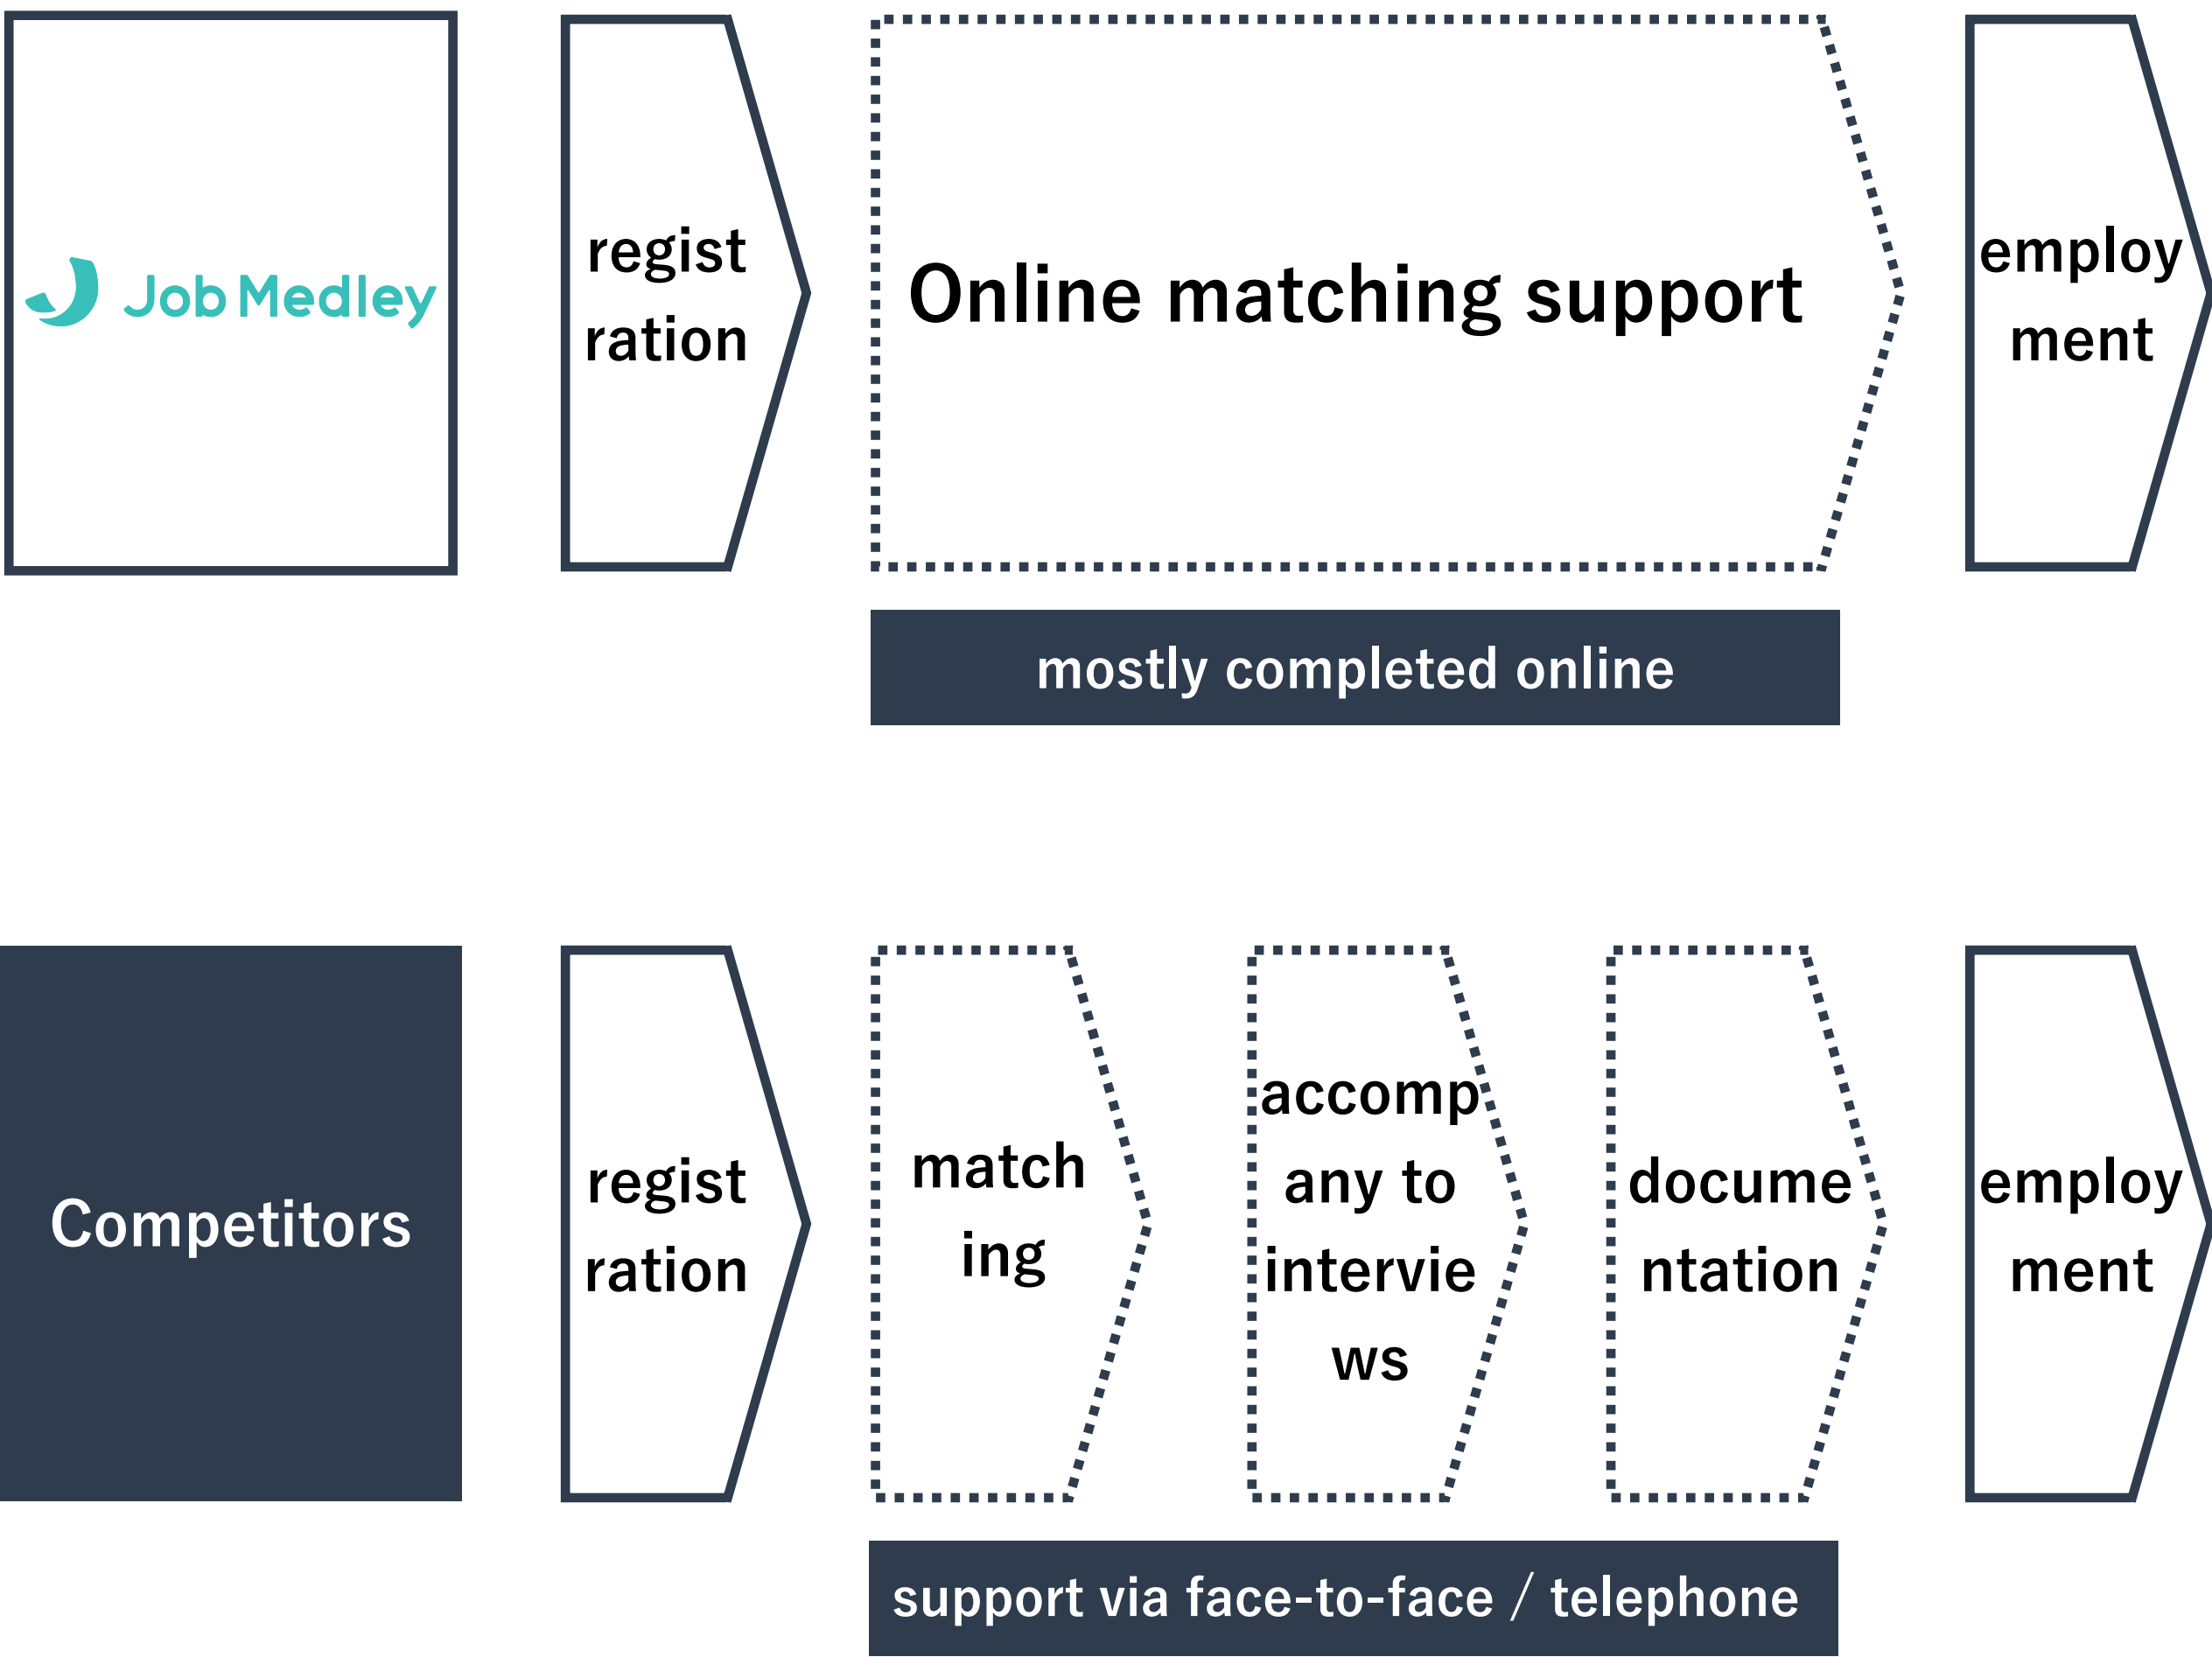 Job Medley
regist
ration
Online matching support
employ
ment
mostly completed online
Competitors
regist
ration
match
ing
accomp
any to
intervie
ws
docume
ntation
employ
ment
support via face-to-face / telephone